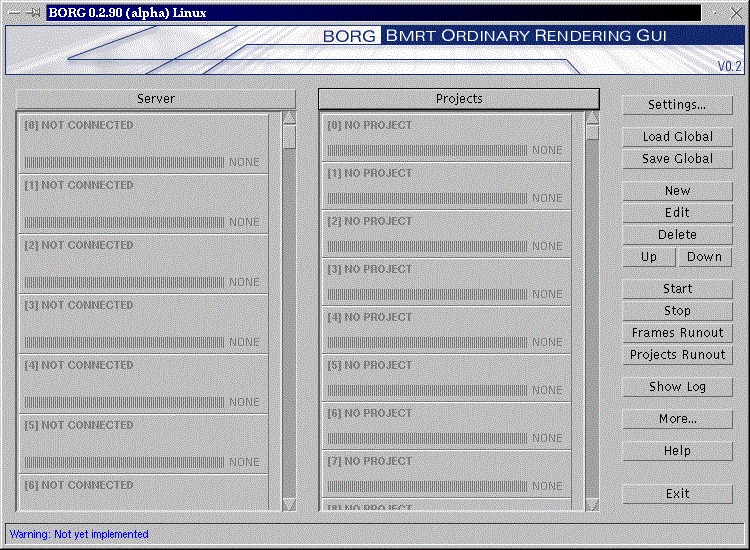 BORG 0.2.90 (alpha) Linux
BORG BMRT ORDINARY RENDERING GUI
V0.2
Server
[0] NOT CONNECTED
NONE
[1] NOT CONNECTED
NONE
[2] NOT CONNECTED
NONE
[3] NOT CONNECTED
NONE
[4] NOT CONNECTED
NONE
[5] NOT CONNECTED
NONE
[6] NOT CONNECTED
Projects
[0] NO PROJECT
NONE
[1] NO PROJECT
NONE
[2] NO PROJECT
NONE
[3] NO PROJECT
NONE
[4] NO PROJECT
NONE
[5] NO PROJECT
NONE
[6] NO PROJECT
NONE
[7] NO PROJECT
NONE
[8] NO PROJECT
Settings...
Load Global
Save Global
New
Edit
Delete
Up Down
Start
Stop
Frames Runout
Projects Runout
Show Log
More...
Help
Exit
Warning: Not yet implemented